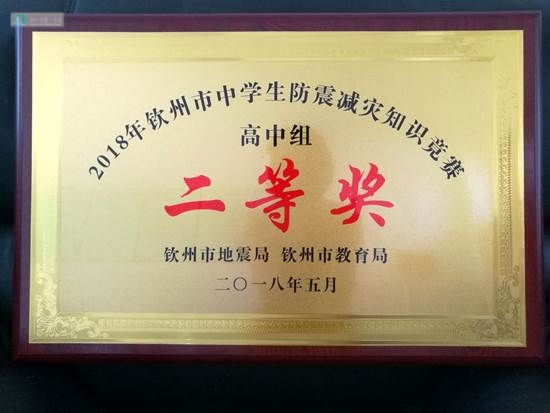 2018年钦州市中学生防震减灾知识竞赛
高中组
二等奖
钦州市地震局 钦州市教育局
二〇一八年五月